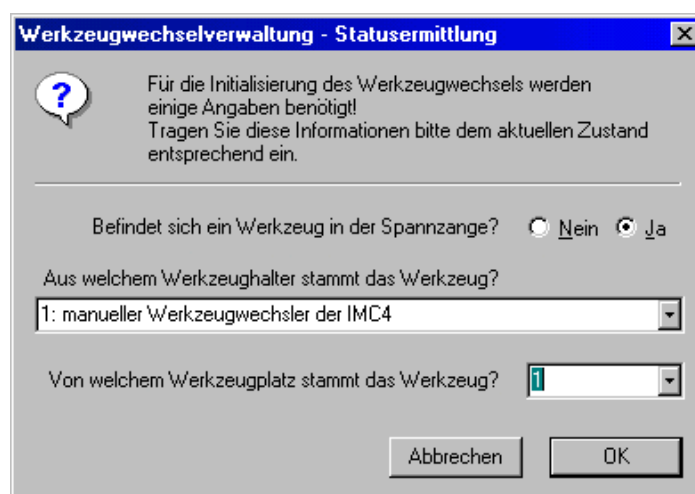 Werkzeugwechselverwaltung - Statusermittlung
Für die Initialisierung des Werkzeugwechsels werden
einige Angaben benötigt!
Tragen Sie diese Informationen bitte dem aktuellen Zustand
entsprechend ein.
Befindet sich ein Werkzeug in der Spannzange? Nein Ja
Aus welchem Werkzeughalter stammt das Werkzeug?
1: manueller Werkzeugwechsler der IMC4
Von welchem Werkzeugplatz stammt das Werkzeug? 1
Abbrechen OK